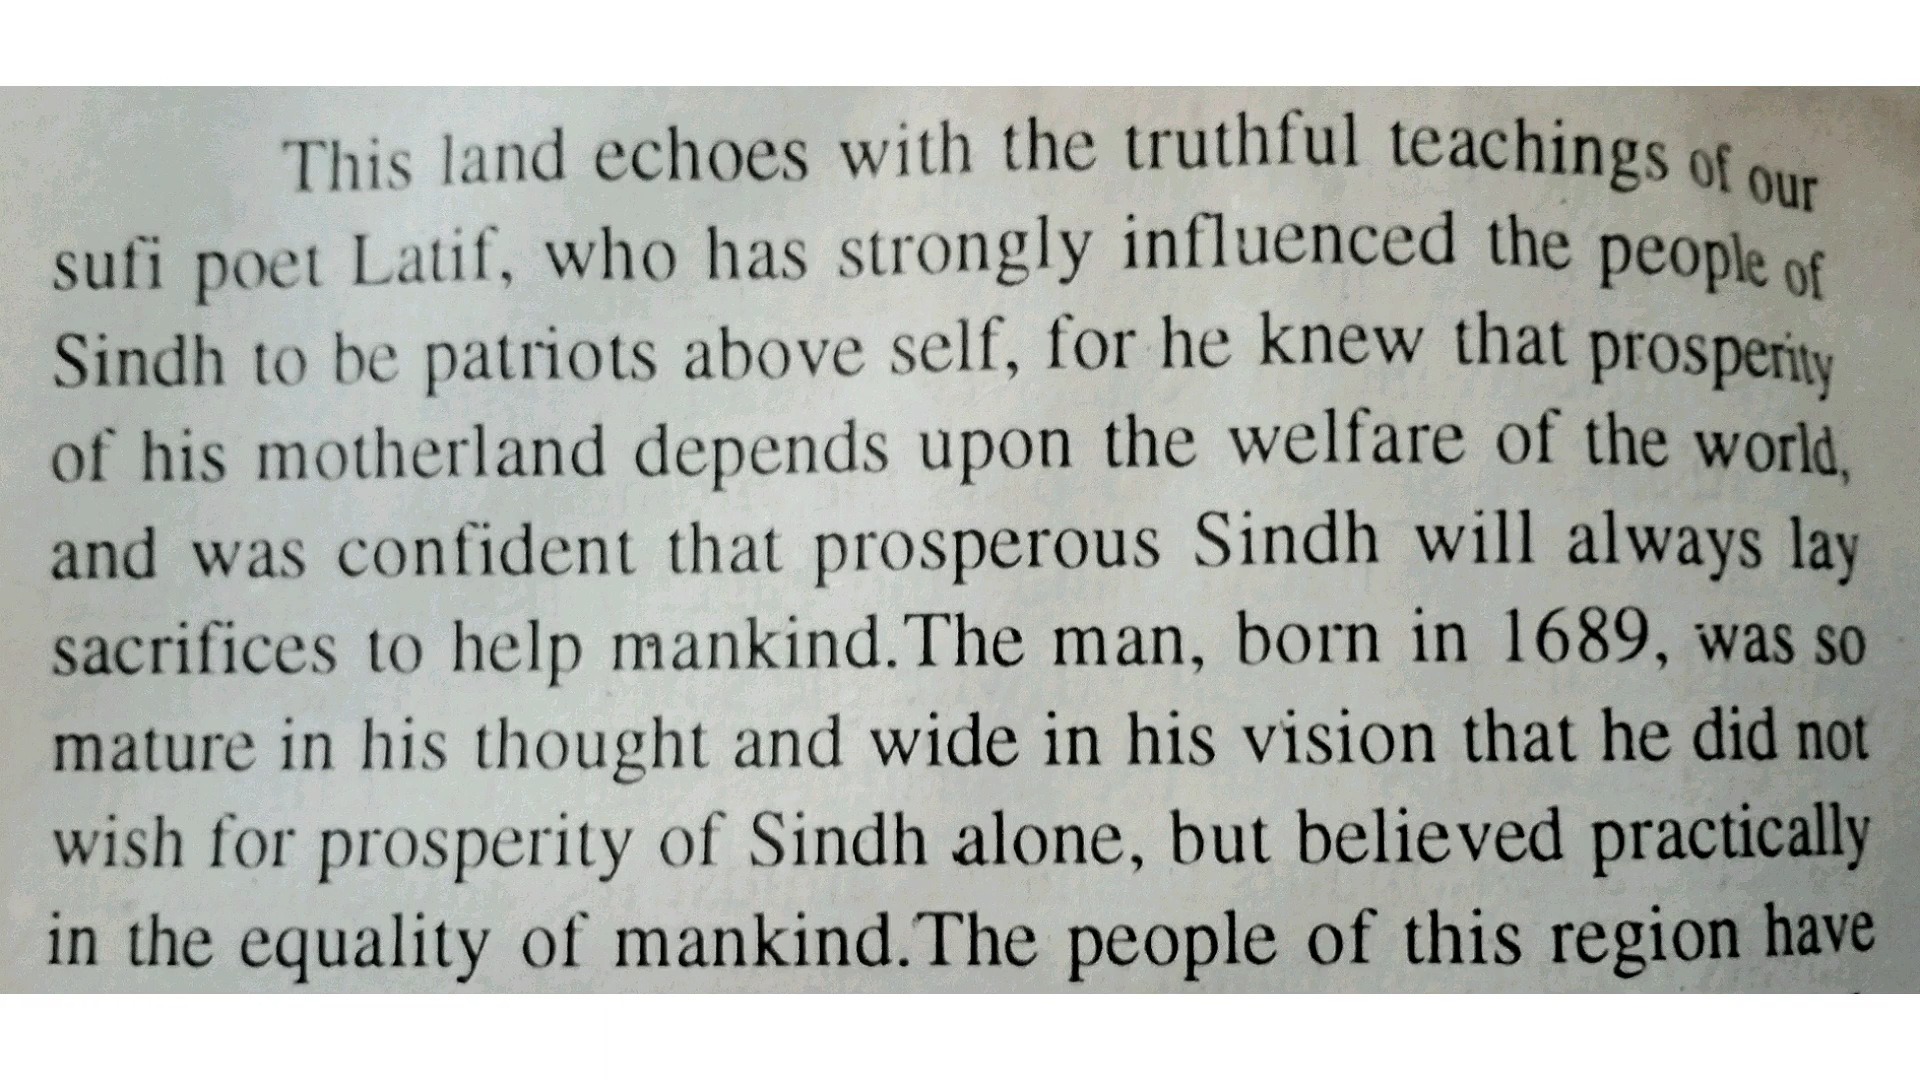 This land echoes with the truthful teachings of our
sufi poet Latif, who has strongly influenced the people of
Sindh to be patriots above self, for he knew that prosperity
of his motherland depends upon the welfare of the world,
and was confident that prosperous Sindh will always lay
sacrifices to help mankind.The man, born in 1689, was so
mature in his thought and wide in his vision that he did not
wish for prosperity of Sindh alone, but believed practically
in the equality of mankind.The people of this region have